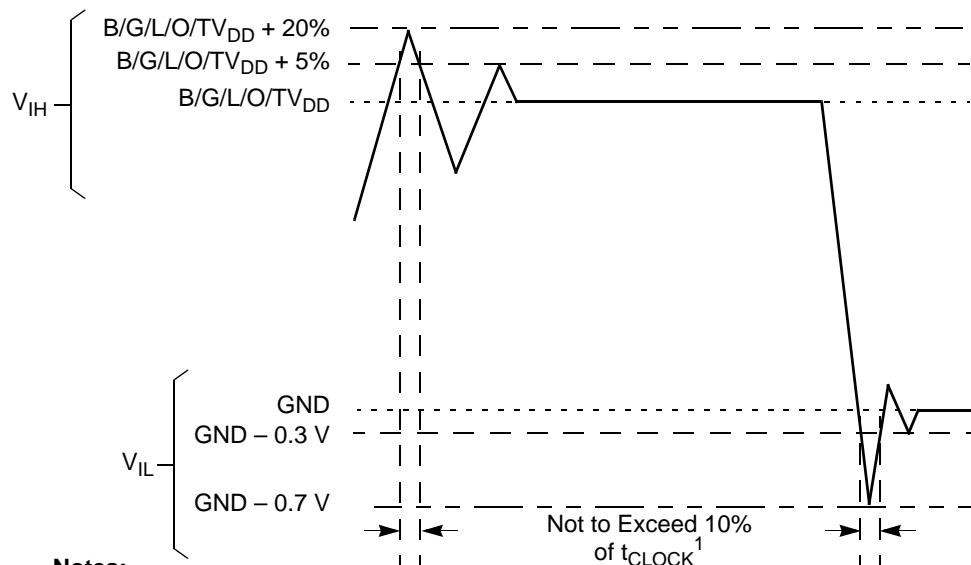 B/G/L/O/TVDD + 20%
B/G/L/O/TVDD + 5%
B/G/L/O/TVDD
VIH
GND
GND – 0.3 V
VIL
GND – 0.7 V
Not to Exceed 10%
of tCLOCK1
Notes: